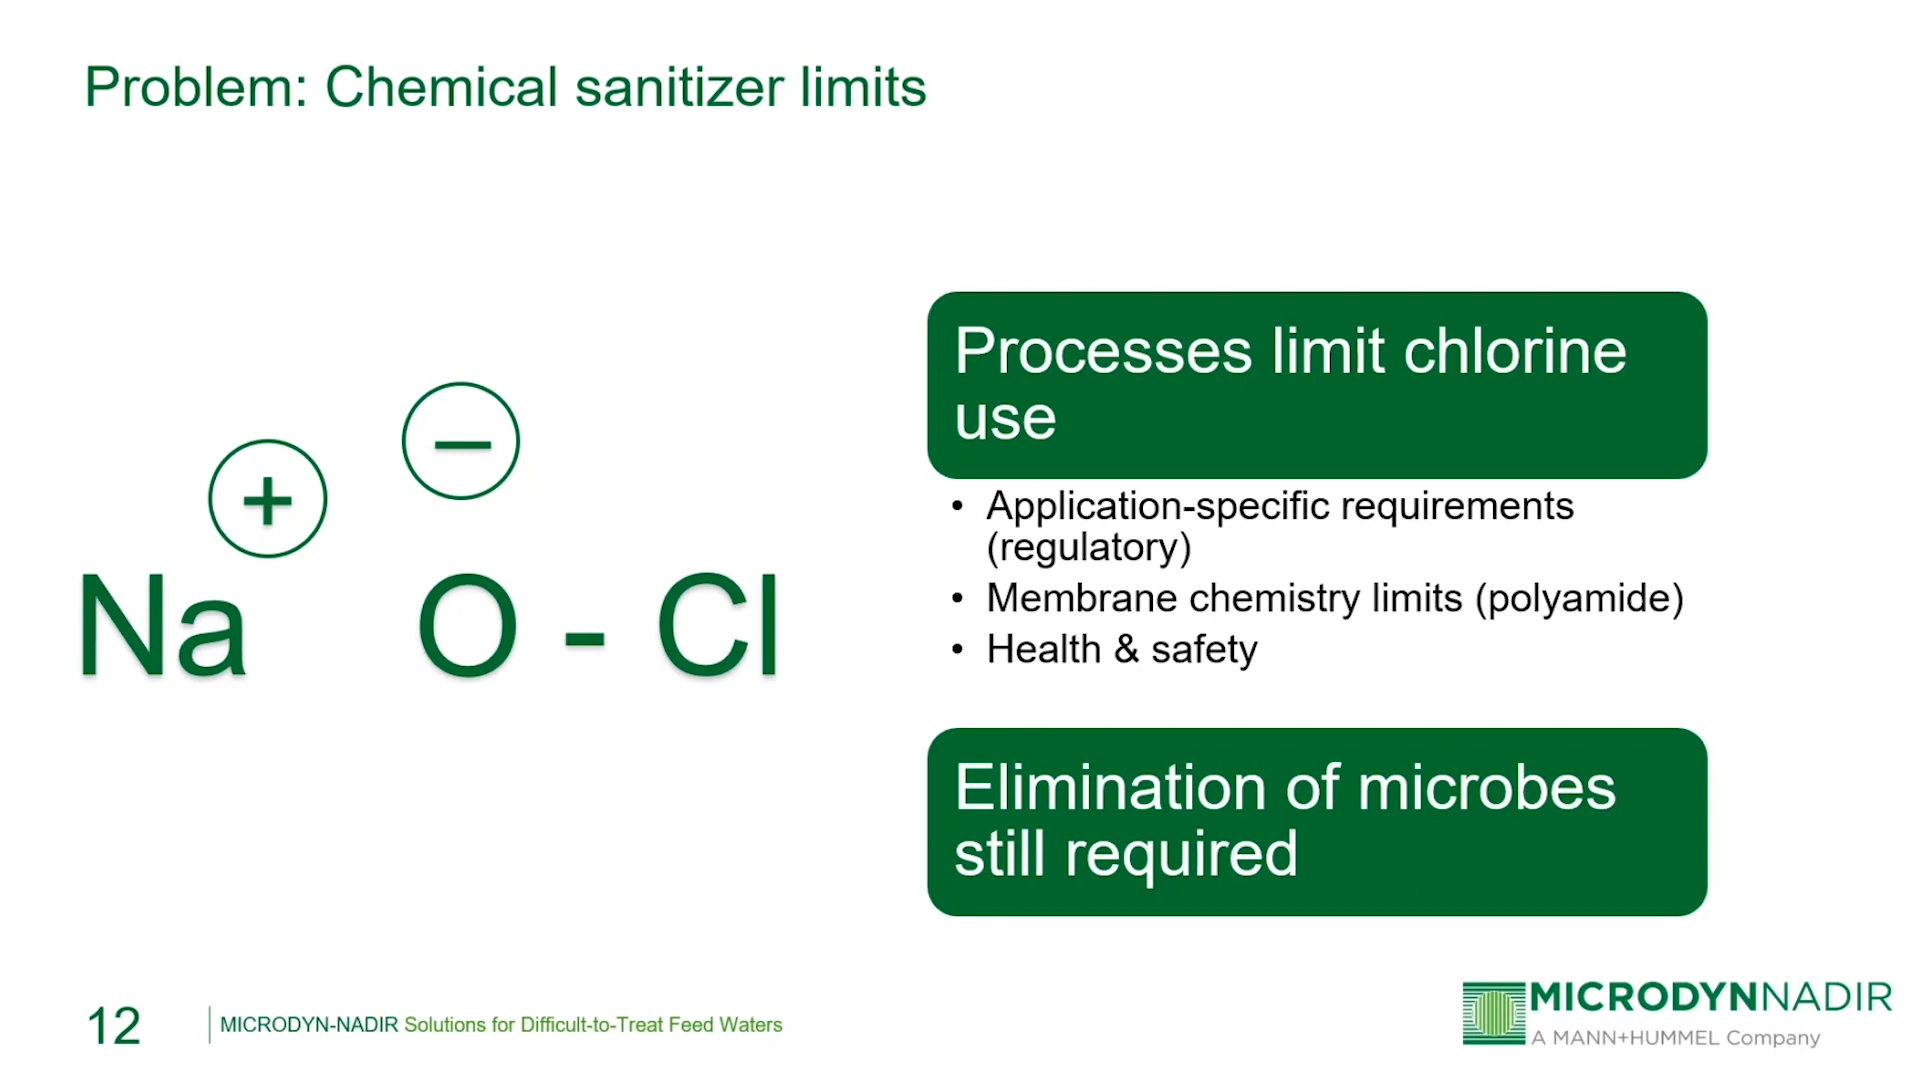 Problem: Chemical sanitizer limits
+
–
Na O - Cl
Processes limit chlorine
use
• Application-specific requirements
(regulatory)
• Membrane chemistry limits (polyamide)
• Health & safety
Elimination of microbes
still required
12
MICRODYN-NADIR Solutions for Difficult-to-Treat Feed Waters
MICRODYNNADIR
A MANN+HUMMEL Company